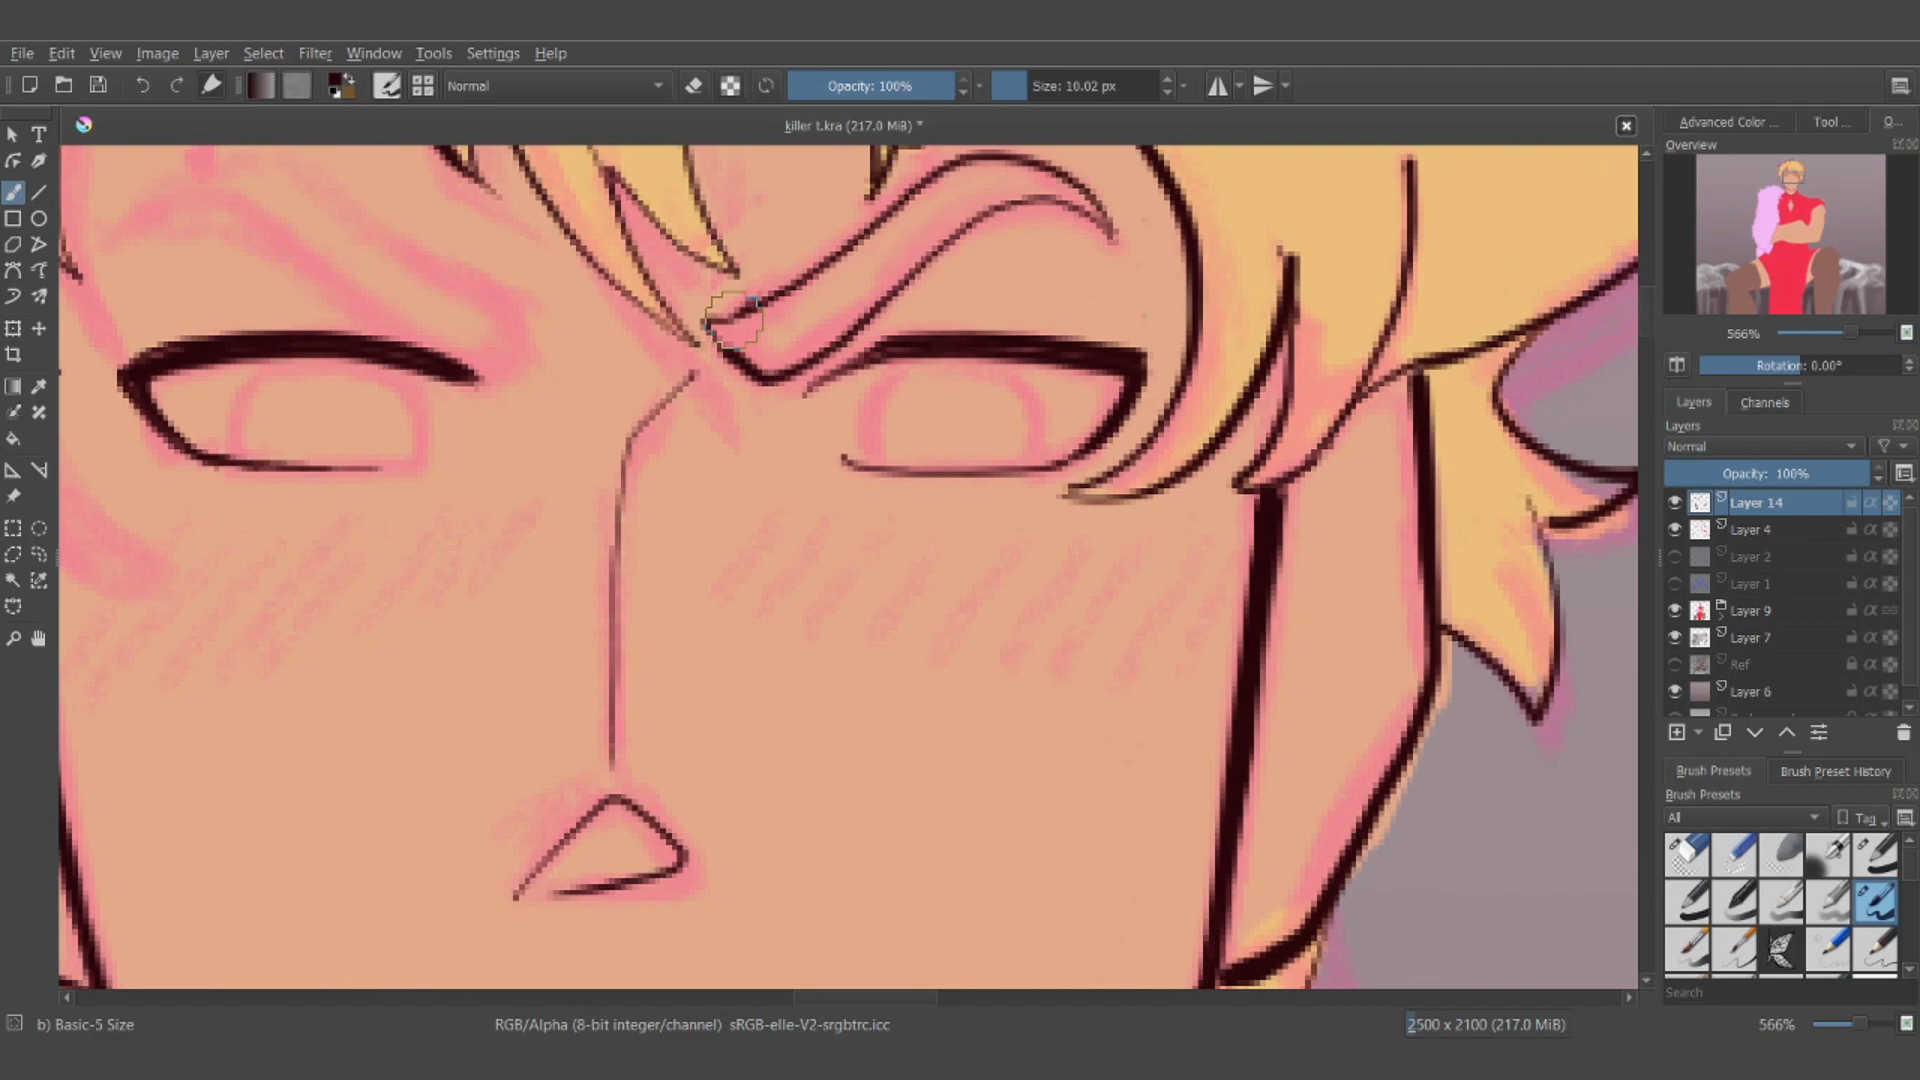 File Edit View Image Layer Select Filter Window Tools Settings Help
Normal Opacity: 100% Size: 10.02 px
killer t.kra (217.0 MiB) *
Advanced Color ... Tool ... O...
Overview
566%
Rotation: 0.00°
Layers Channels
Layers
Normal
Opacity: 100%
Layer 14
Layer 4
Layer 2
Layer 1
Layer 9
Layer 7
Ref
Layer 6
Brush Presets Brush Preset History
Brush Presets
All Tag
Search
b) Basic-5 Size RGB/Alpha (8-bit integer/channel) sRGB-elle-V2-srgbtrc.icc 2500 x 2100 (217.0 MiB) 566%